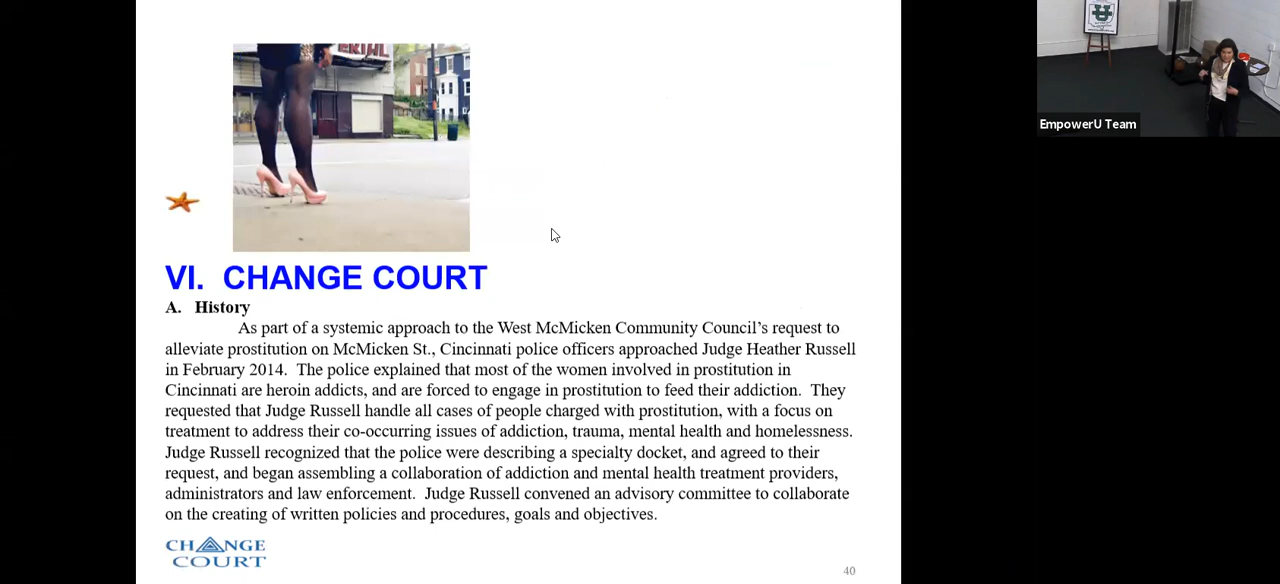 VI. CHANGE COURT
A. History
As part of a systemic approach to the West McMicken Community Council's request to
alleviate prostitution on McMicken St., Cincinnati police officers approached Judge Heather Russell
in February 2014. The police explained that most of the women involved in prostitution in
Cincinnati are heroin addicts, and are forced to engage in prostitution to feed their addiction. They
requested that Judge Russell handle all cases of people charged with prostitution, with a focus on
treatment to address their co-occurring issues of addiction, trauma, mental health and homelessness.
Judge Russell recognized that the police were describing a specialty docket, and agreed to their
request, and began assembling a collaboration of addiction and mental health treatment providers,
administrators and law enforcement. Judge Russell convened an advisory committee to collaborate
on the creating of written policies and procedures, goals and objectives.
CHANGE
COURT
40
EmpowerU Team